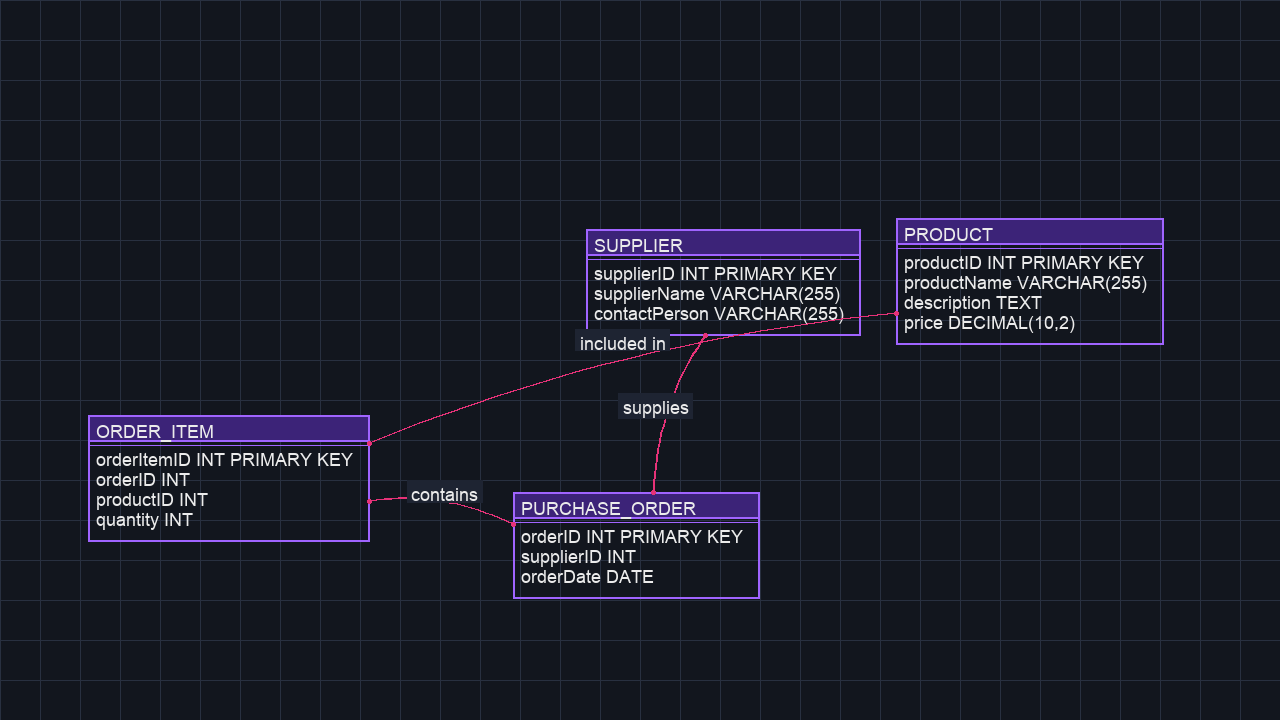 SUPPLIER
supplierID INT PRIMARY KEY
supplierName VARCHAR(255)
contactPerson VARCHAR(255)
PRODUCT
productID INT PRIMARY KEY
productName VARCHAR(255)
description TEXT
price DECIMAL(10,2)
included in
supplies
ORDER_ITEM
orderItemID INT PRIMARY KEY
orderID INT
productID INT
quantity INT
contains
PURCHASE_ORDER
orderID INT PRIMARY KEY
supplierID INT
orderDate DATE